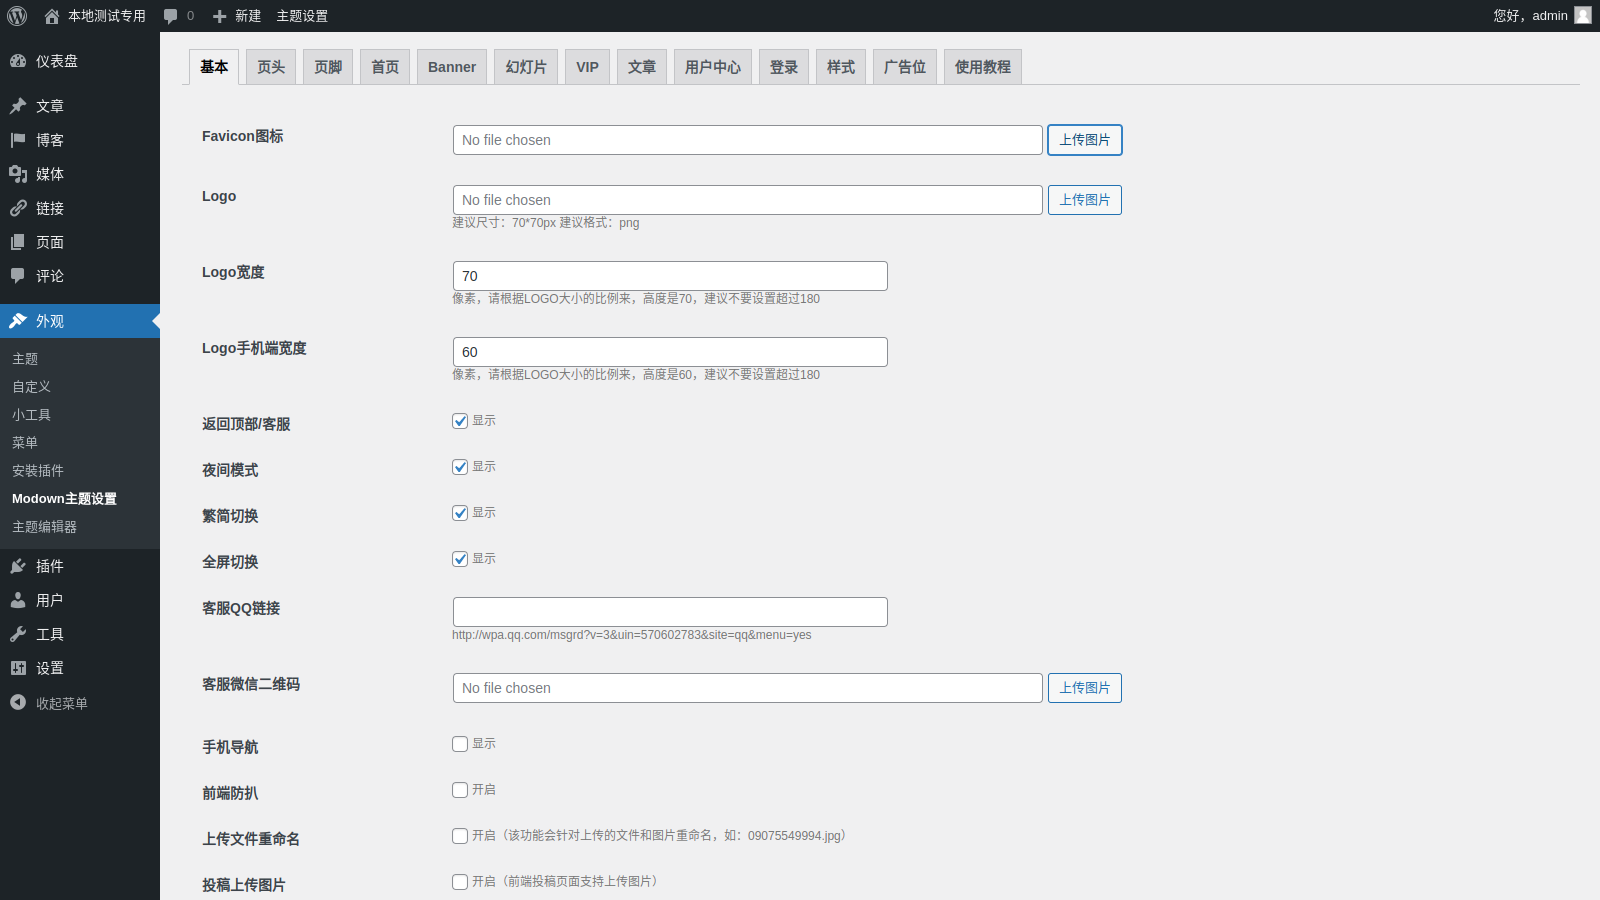 本地测试专用 0 新建 主题设置 您好，admin
仪表盘
文章
博客
媒体
链接
页面
评论
外观
主题
自定义
小工具
菜单
安装插件
Modown主题设置
主题编辑器
插件
用户
工具
设置
收起菜单
基本 页头 页脚 首页 Banner 幻灯片 VIP 文章 用户中心 登录 样式 广告位 使用教程
Favicon图标 No file chosen 上传图片
Logo No file chosen 上传图片
建议尺寸：70*70px 建议格式：png
Logo宽度 70
像素，请根据LOGO大小的比例来，高度是70，建议不要设置超过180
Logo手机端宽度 60
像素，请根据LOGO大小的比例来，高度是60，建议不要设置超过180
返回顶部/客服 显示
夜间模式 显示
繁简切换 显示
全屏切换 显示
客服QQ链接
http://wpa.qq.com/msgrd?v=3&uin=570602783&site=qq&menu=yes
客服微信二维码 No file chosen 上传图片
手机导航 显示
前端防扒 开启
上传文件重命名 开启（该功能会针对上传的文件和图片重命名，如：09075549994.jpg）
投稿上传图片 开启（前端投稿页面支持上传图片）